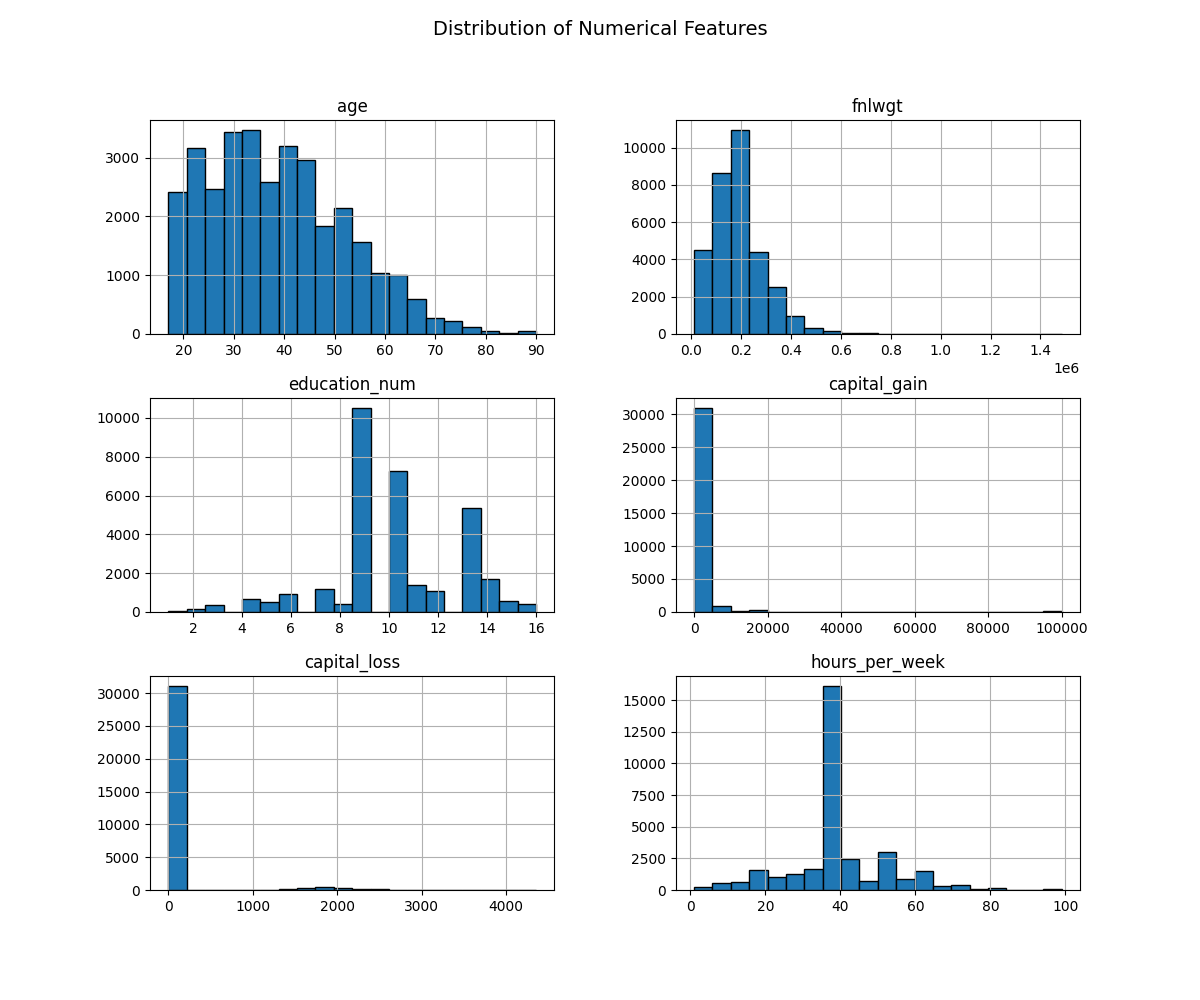 Distribution of Numerical Features
age
3000
2000
1000
0
20 30 40 50 60 70 80 90
fnlwgt
10000
8000
6000
4000
2000
0
0.0 0.2 0.4 0.6 0.8 1.0 1.2 1.4
1e6
education_num
10000
8000
6000
4000
2000
0
2 4 6 8 10 12 14 16
capital_gain
30000
25000
20000
15000
10000
5000
0
0 20000 40000 60000 80000 100000
capital_loss
30000
25000
20000
15000
10000
5000
0
0 1000 2000 3000 4000
hours_per_week
15000
12500
10000
7500
5000
2500
0
0 20 40 60 80 100